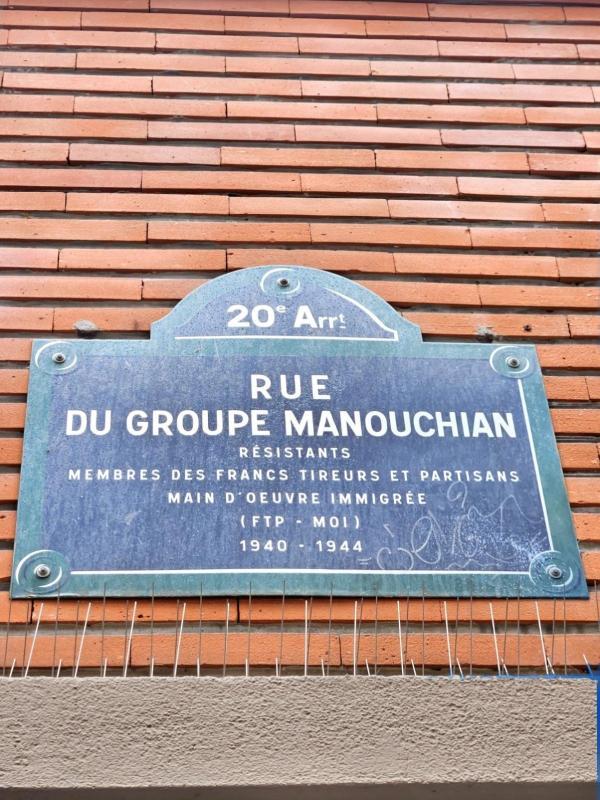 20e Arrt
RUE
DU GROUPE MANOUCHIAN
RÉSISTANTS
MEMBRES DES FRANCS TIREURS ET PARTISANS
MAIN D'OEUVRE IMMIGRÉE
(FTP - MOI)
1940 - 1944